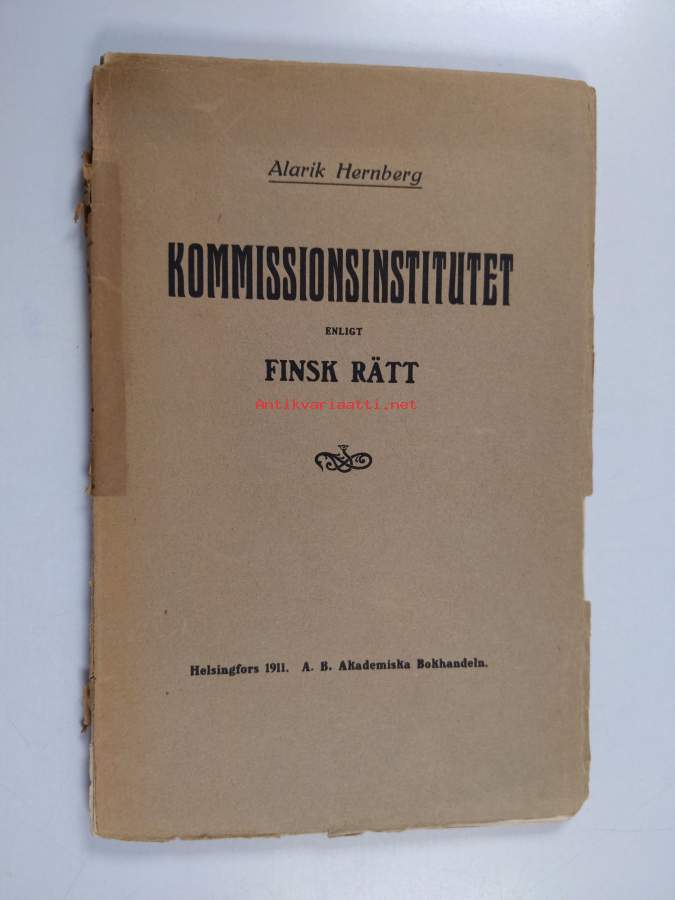 Alarik Hernberg
KOMMISSIONSINSTITUTET
ENLIGT
FINSK RÄTT
Antikvariaatti.net
Helsingfors 1911. A. B. Akademiska Bokhandeln.